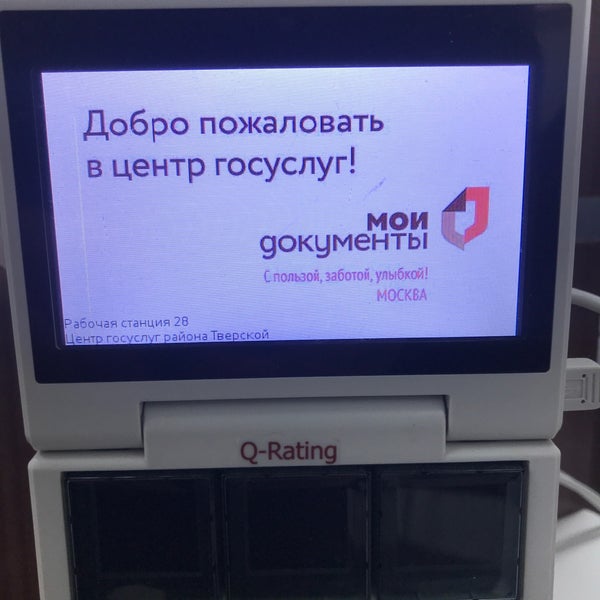 Добро пожаловать
в центр госуслуг!
мои
документы
С пользой, заботой, улыбкой!
МОСКВА
Рабочая станция 28
Центр госуслуг района Тверской
Q-Rating